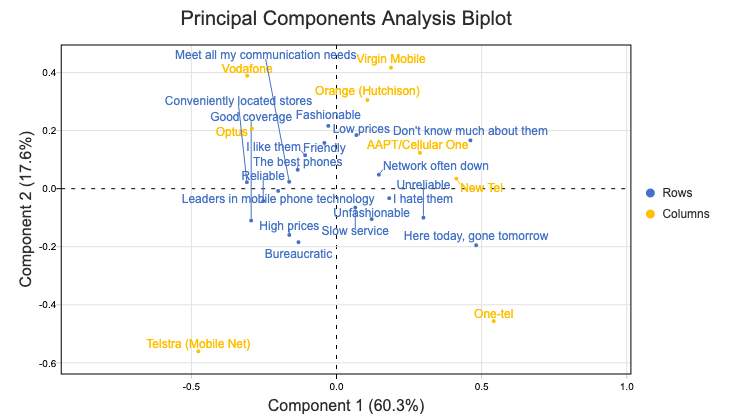 Principal Components Analysis Biplot
Meet all my communication needs
Virgin Mobile
Vodafone
Orange (Hutchison)
Conveniently located stores
Good coverage
Fashionable
Optus
Low prices
Don't know much about them
I like them
Friendly
AAPT/Cellular One
The best phones
Network often down
Reliable
Unreliable
New Tel
Leaders in mobile phone technology
I hate them
Unfashionable
High prices
Slow service
Here today, gone tomorrow
Bureaucratic
One-tel
Telstra (Mobile Net)
Component 2 (17.6%)
0.4
0.2
0.0
-0.2
-0.4
-0.6
-0.5
0.0
0.5
1.0
Component 1 (60.3%)
Rows
Columns